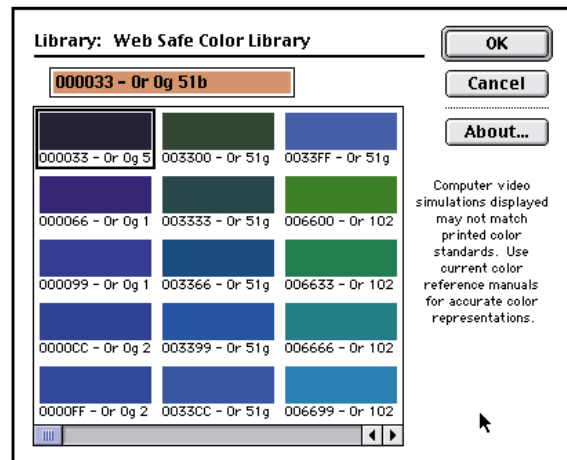 Library: Web Safe Color Library
OK
000033 - 0r 0g 51b
Cancel
About...
000033 - 0r 0g 5
003300 - 0r 51g
0033FF - 0r 51g
000066 - 0r 0g 1
003333 - 0r 51g
006600 - 0r 102
000099 - 0r 0g 1
003366 - 0r 51g
006633 - 0r 102
0000CC - 0r 0g 2
003399 - 0r 51g
006666 - 0r 102
0000FF - 0r 0g 2
0033CC - 0r 51g
006699 - 0r 102
Computer video
simulations displayed
may not match
printed color
standards. Use
current color
reference manuals
for accurate color
representations.